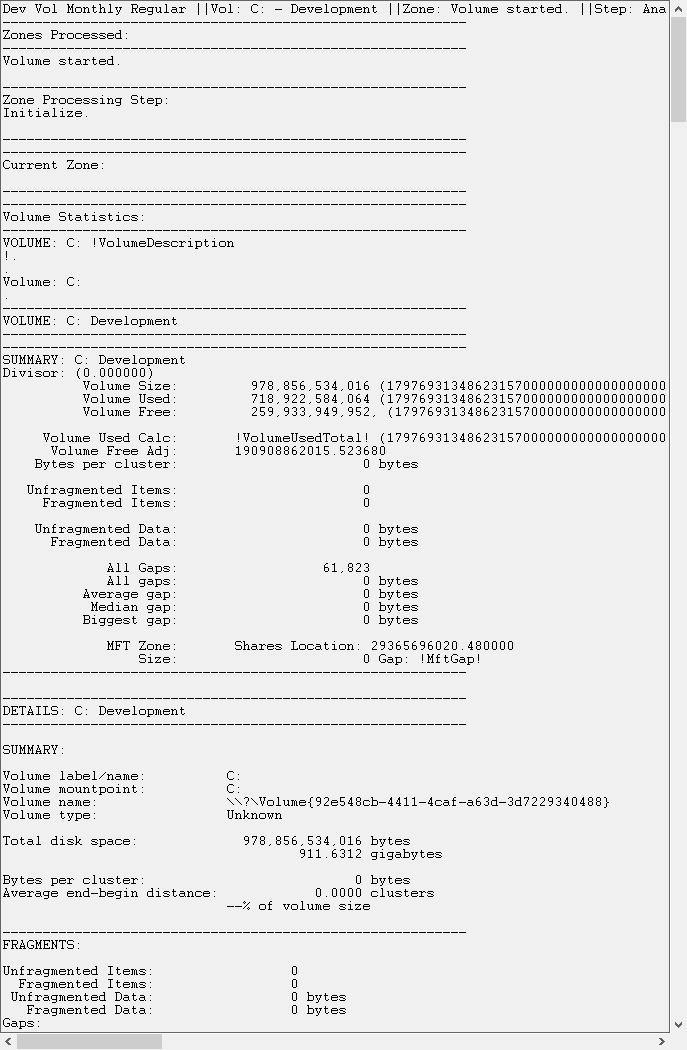 Dev Vol Monthly Regular ||Vol: C: - Development ||Zone: Volume started. ||Step: Ana
Zones Processed:
Volume started.
Zone Processing Step:
Initialize.
Current Zone:
Volume Statistics:
VOLUME: C: !VolumeDescription
!.
.
Volume: C:
.
VOLUME: C: Development
SUMMARY: C: Development
Divisor: (0.000000)
Volume Size: 978,856,534,016 (1797693134862315700000000000000000000
Volume Used: 718,922,584,064 (1797693134862315700000000000000000000
Volume Free: 259,933,949,952, (1797693134862315700000000000000000000
Volume Used Calc: !VolumeUsedTotal! (1797693134862315700000000000000000000
Volume Free Adj: 190908862015.523680
Bytes per cluster: 0 bytes
Unfragmented Items: 0
Fragmented Items: 0
Unfragmented Data: 0 bytes
Fragmented Data: 0 bytes
All Gaps: 61,823
All gaps: 0 bytes
Average gap: 0 bytes
Median gap: 0 bytes
Biggest gap: 0 bytes
MFT Zone: Shares Location: 29365696020.480000
Size: 0 Gap: !MftGap!
DETAILS: C: Development
SUMMARY:
Volume label/name: C:
Volume mountpoint: C:
Volume name: \\?\Volume{92e548cb-4411-4caf-a63d-3d7229340488}
Volume type: Unknown
Total disk space: 978,856,534,016 bytes
911.6312 gigabytes
Bytes per cluster: 0 bytes
Average end-begin distance: 0.0000 clusters
--% of volume size
FRAGMENTS:
Unfragmented Items: 0
Fragmented Items: 0
Unfragmented Data: 0 bytes
Fragmented Data: 0 bytes
Gaps: